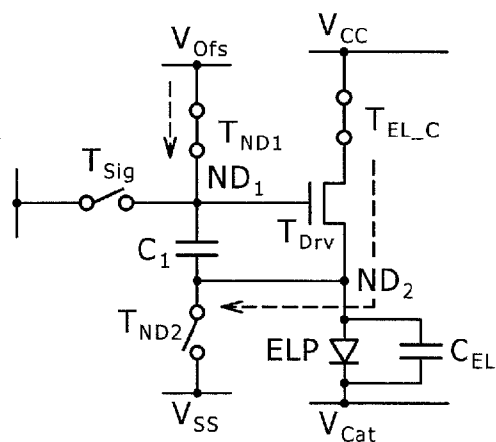 V_Ofs
V_CC
T_ND1
T_EL_C
T_Sig
ND_1
T_Drv
C_1
ND_2
T_ND2
ELP
C_EL
V_SS
V_Cat